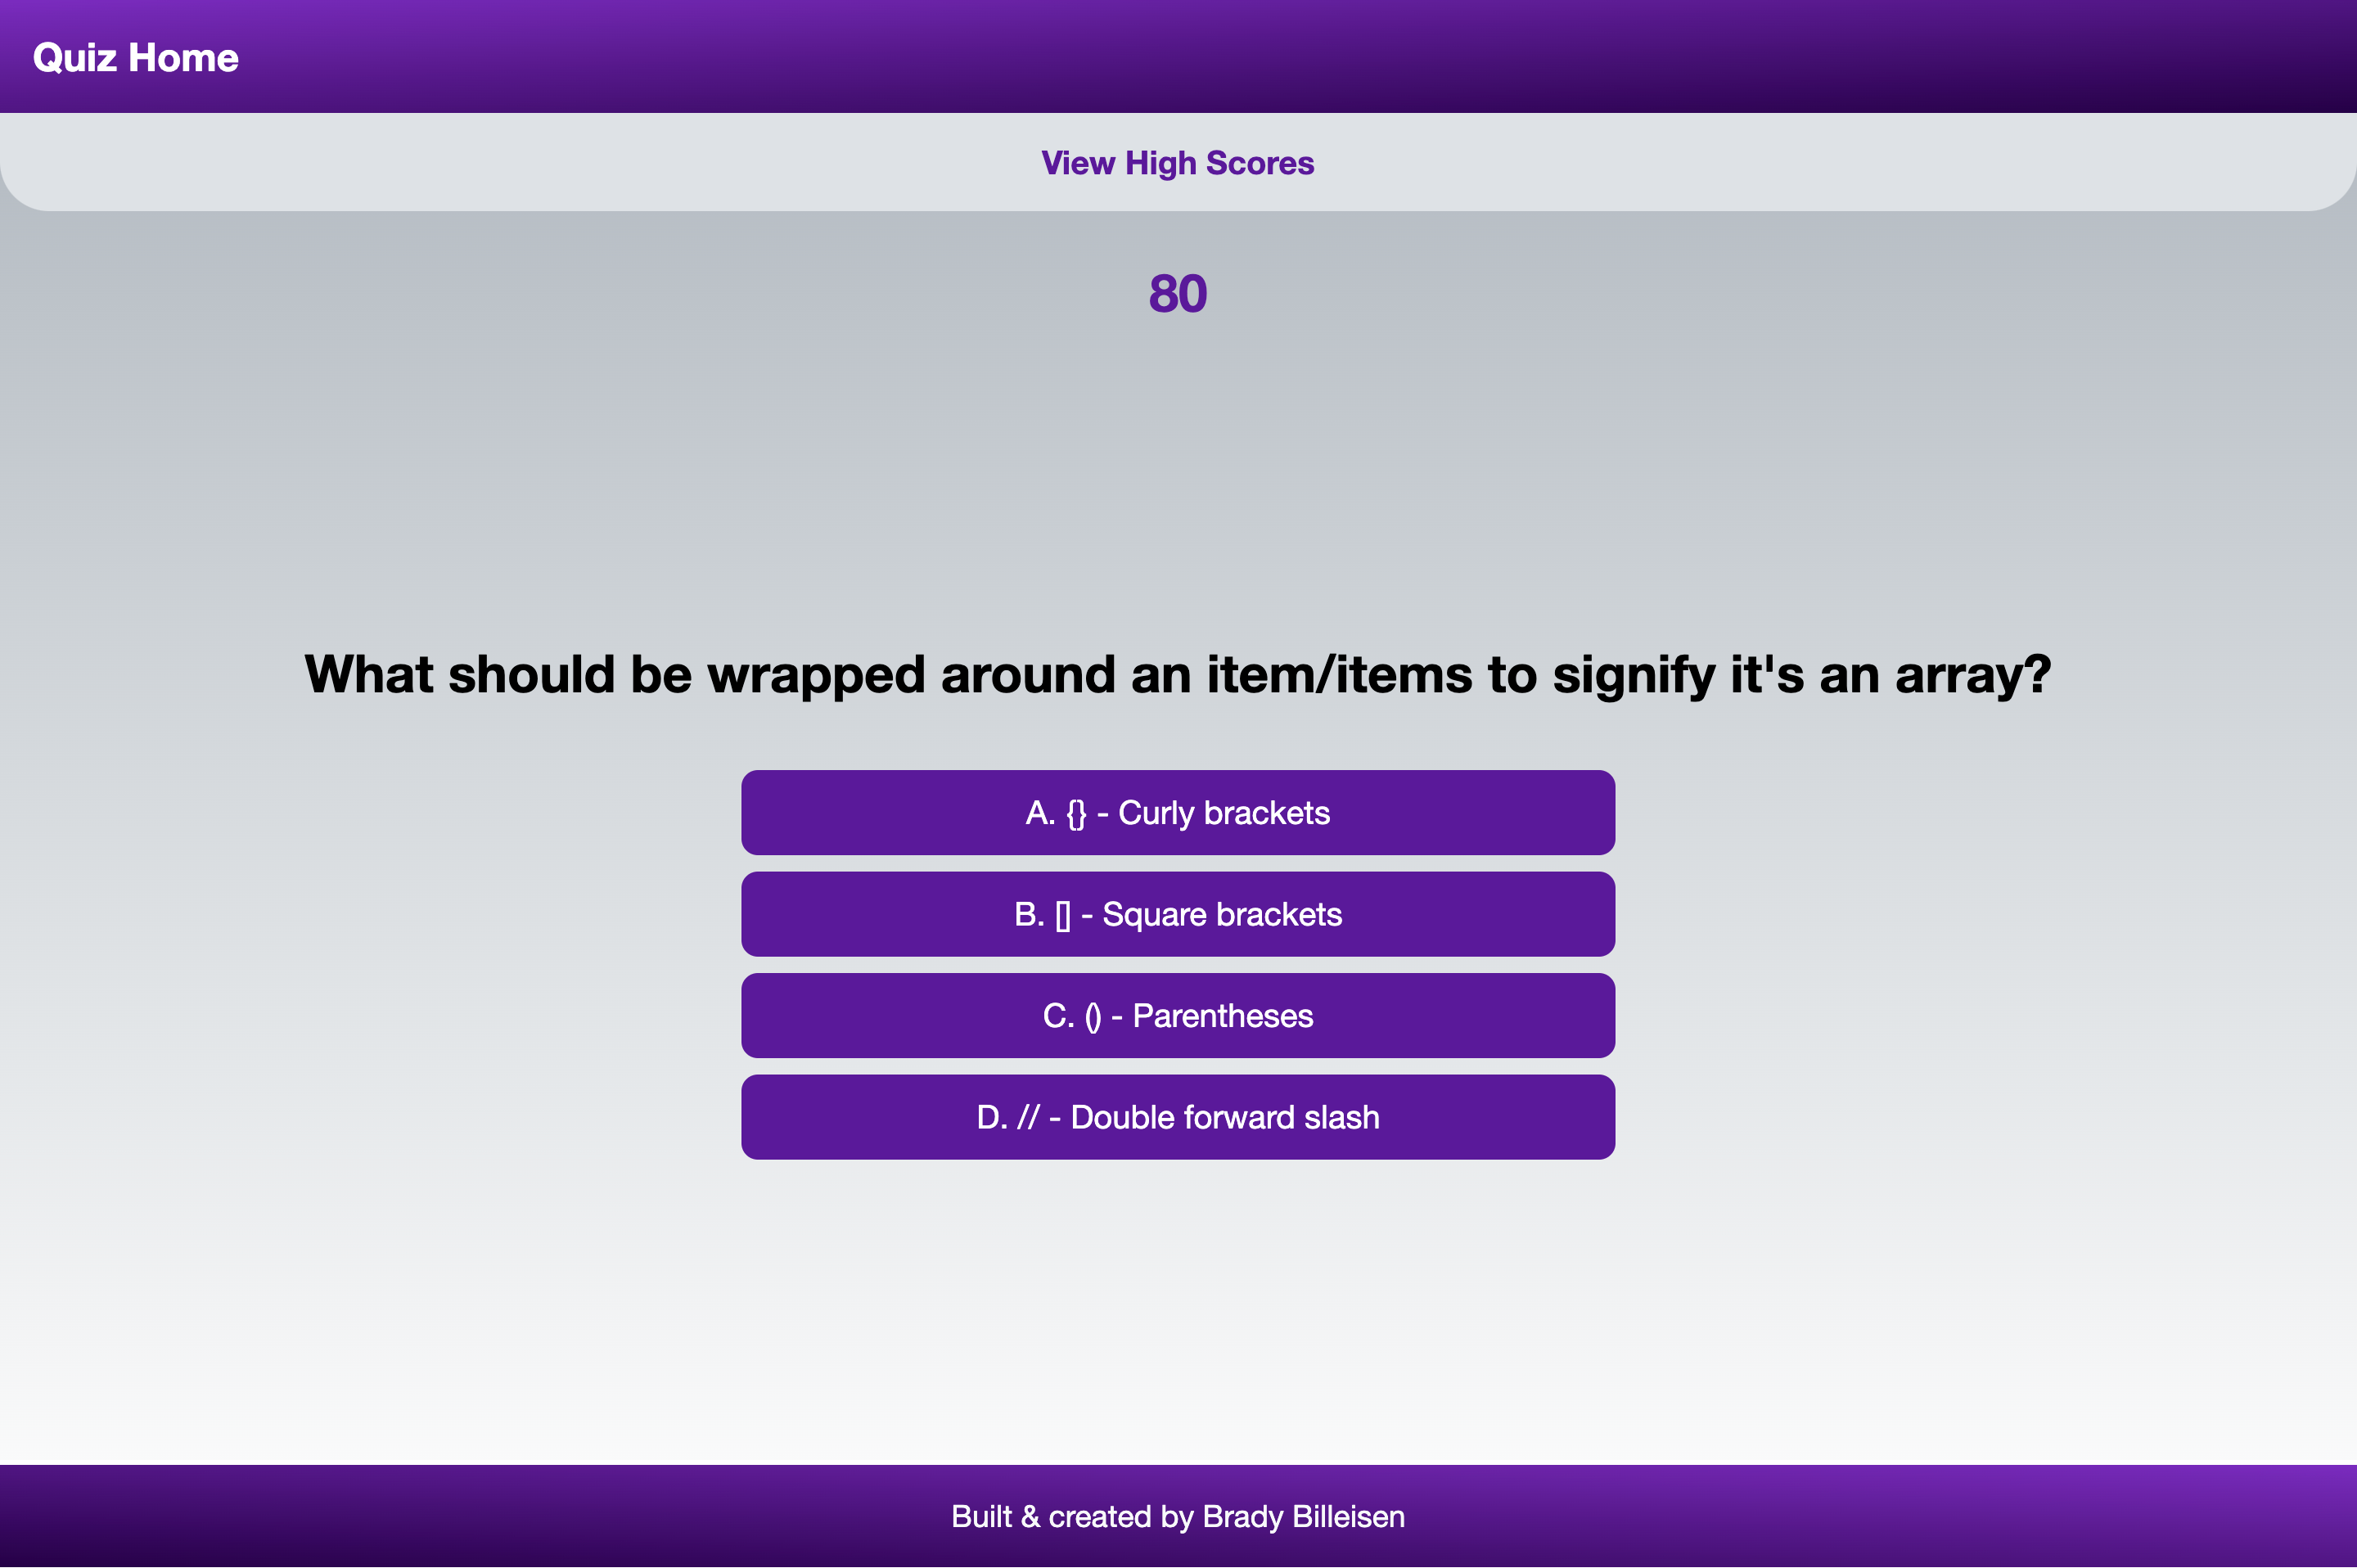 Quiz Home
View High Scores
80
What should be wrapped around an item/items to signify it's an array?
A. {} - Curly brackets
B. [] - Square brackets
C. () - Parentheses
D. // - Double forward slash
Built & created by Brady Billeisen